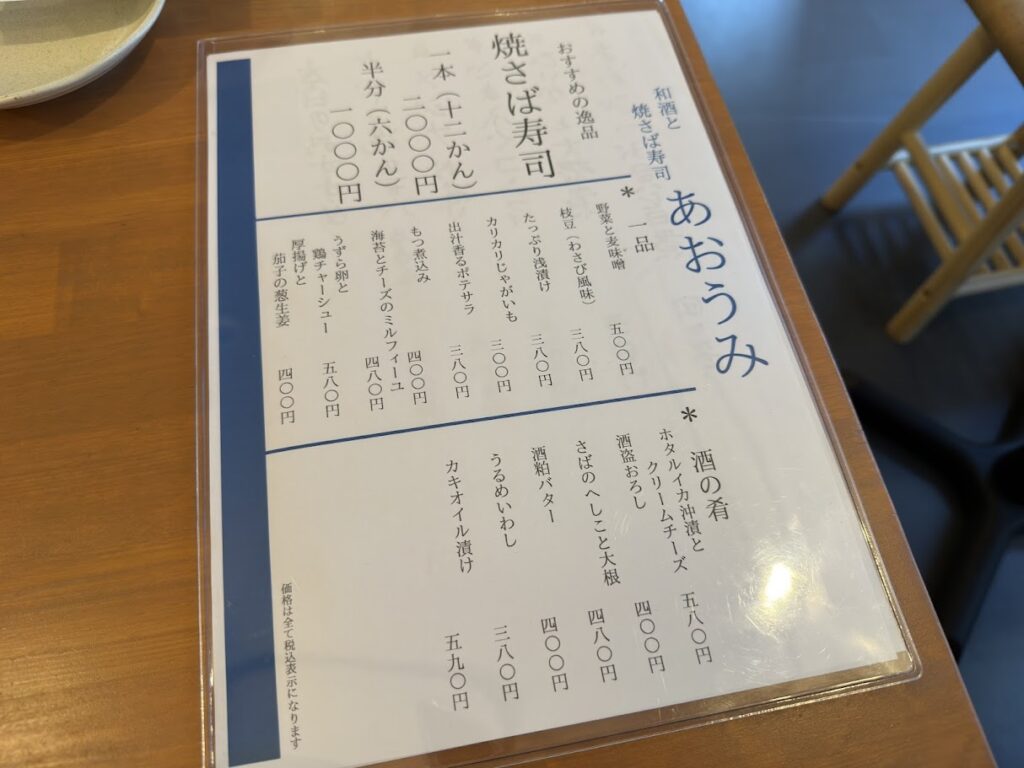 和酒と
焼さば寿司
あおうみ
おすすめの逸品
焼さば寿司
一本（十二かん）
二〇〇〇円
半分（六かん）
一〇〇〇円
* 一品
野菜と麦味噌 五〇〇円
枝豆（わさび風味） 三八〇円
たっぷり浅漬け 三八〇円
カリカリじゃがいも 三〇〇円
出汁香るポテサラ 三八〇円
もつ煮込み 四〇〇円
海苔とチーズのミルフィーユ 四八〇円
うずら卵と
鶏チャーシュー 五八〇円
厚揚げと
茄子の葱生姜 四〇〇円
* 酒の肴
ホタルイカ沖漬と
クリームチーズ 五八〇円
酒盗おろし 四〇〇円
さばのへしこと大根 四八〇円
酒粕バター 四〇〇円
うるめいわし 三八〇円
カキオイル漬け 五九〇円
価格は全て税込表示になります